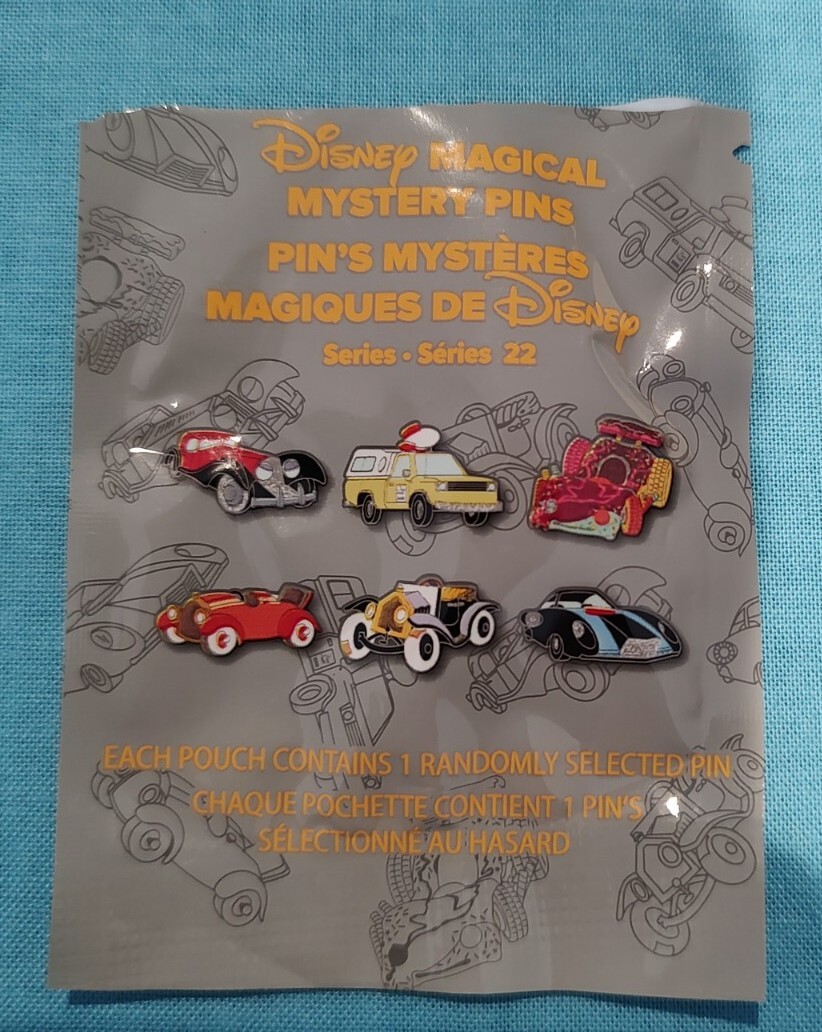 Disney MAGICAL
MYSTERY PINS
PIN'S MYSTÈRES
MAGIQUES DE Disney
Series • Séries 22
EACH POUCH CONTAINS 1 RANDOMLY SELECTED PIN
CHAQUE POCHETTE CONTIENT 1 PIN'S
SÉLECTIONNÉ AU HASARD